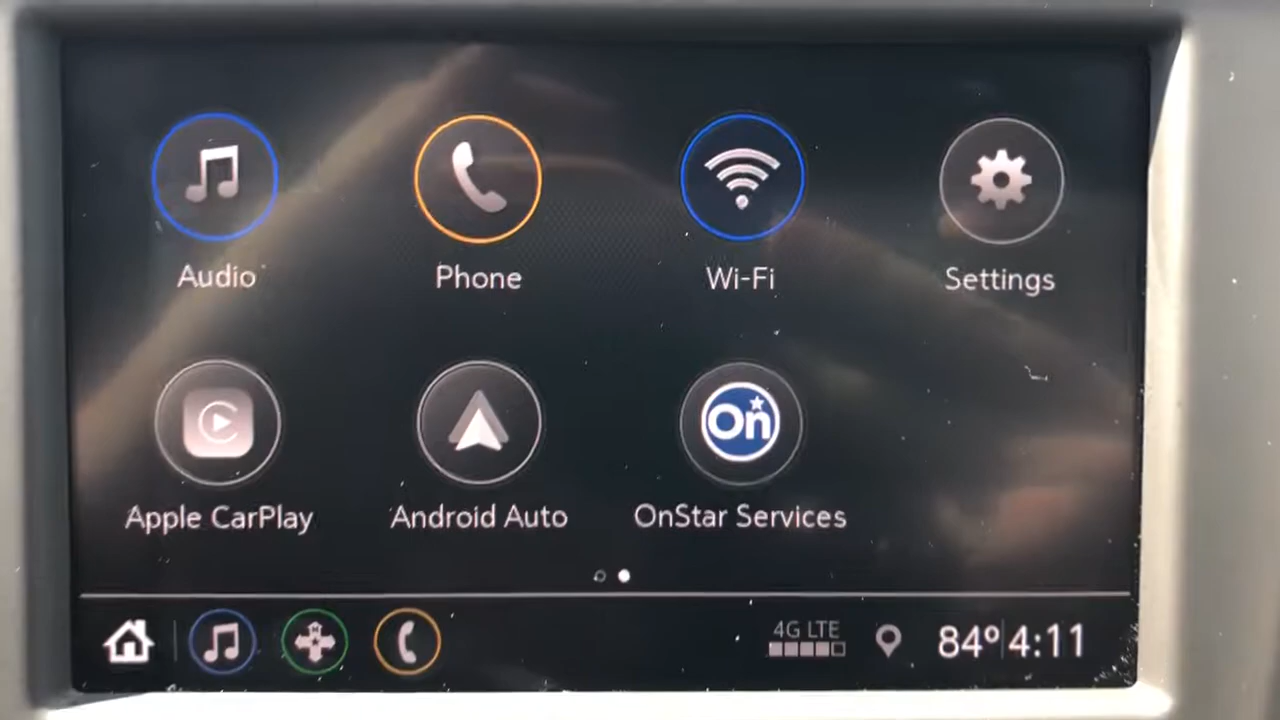 Audio Phone Wi-Fi Settings
On
Apple CarPlay Android Auto OnStar Services
4G LTE
84° 4:11